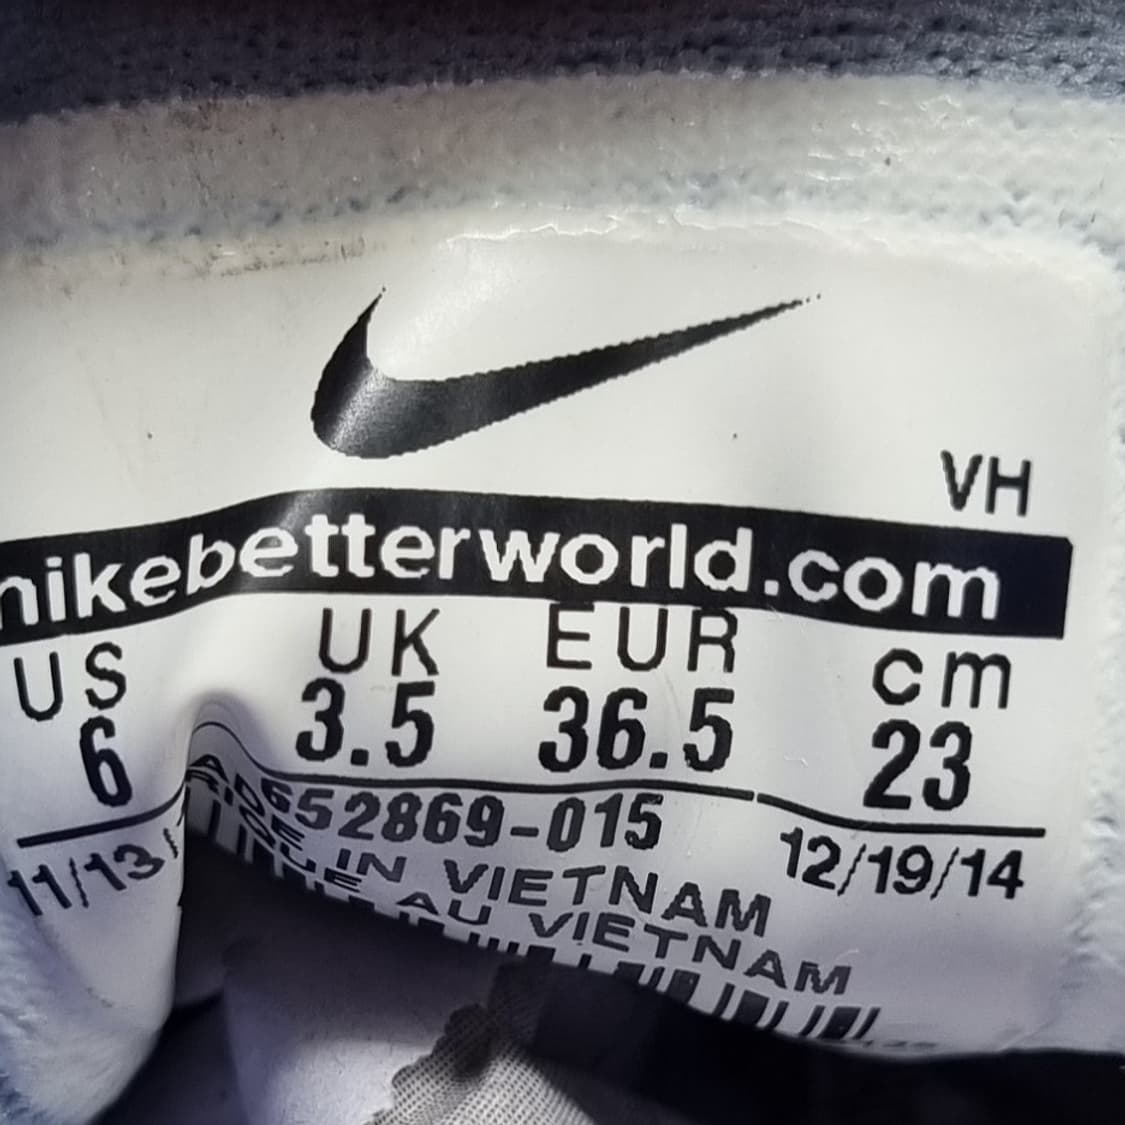 VH
nikebetterworld.com
US UK EUR cm
6 3.5 36.5 23
652869-015
11/13/ 12/19/14
IN VIETNAM
AU VIETNAM